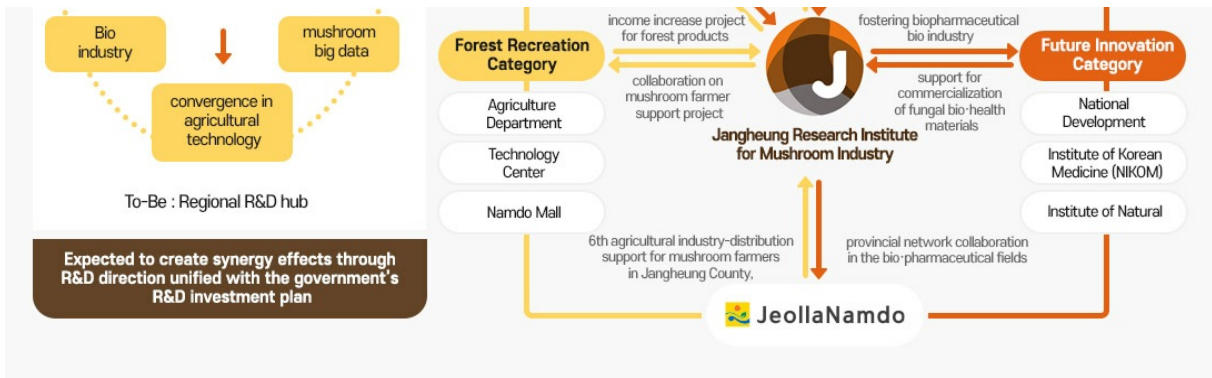 Bio
industry
mushroom
big data
convergence in
agricultural
technology
To-Be : Regional R&D hub
Expected to create synergy effects through
R&D direction unified with the government's
R&D investment plan
income increase project
for forest products
fostering biopharmaceutical
bio industry
Forest Recreation
Category
Future Innovation
Category
collaboration on
mushroom farmer
support project
support for
commercialization
of fungal bio·health
materials
Agriculture
Department
Technology
Center
Namdo Mall
J
Jangheung Research Institute
for Mushroom Industry
National
Development
Institute of Korean
Medicine (NIKOM)
Institute of Natural
6th agricultural industry-distribution
support for mushroom farmers
in Jangheung County,
provincial network collaboration
in the bio·pharmaceutical fields
JeollaNamdo